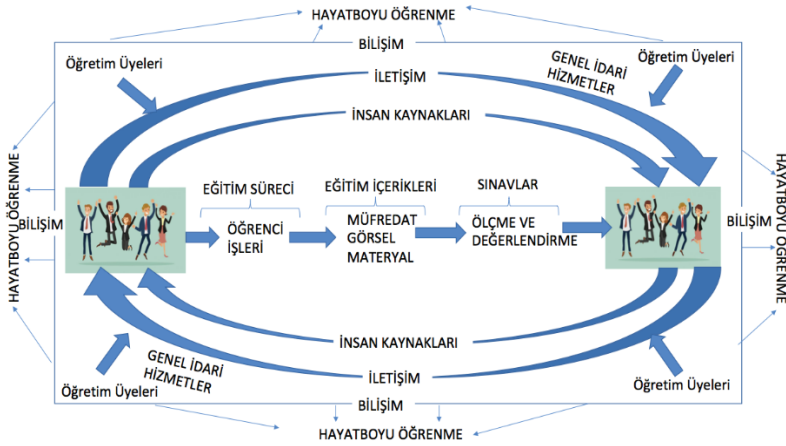 HAYATBOYU ÖĞRENME
BİLİŞİM
Öğretim Üyeleri
GENEL İDARİ
HİZMETLER
Öğretim Üyeleri
İLETİŞİM
İNSAN KAYNAKLARI
HAYATBOYU ÖĞRENME
BİLİŞİM
EĞİTİM SÜRECİ
EĞİTİM İÇERİKLERİ
SINAVLAR
ÖĞRENCİ
İŞLERİ
MÜFREDAT
GÖRSEL
MATERYAL
ÖLÇME VE
DEĞERLENDİRME
BİLİŞİM
HAYATBOYU ÖĞRENME
İNSAN KAYNAKLARI
GENEL İDARİ
HİZMETLER
İLETİŞİM
Öğretim Üyeleri
Öğretim Üyeleri
BİLİŞİM
HAYATBOYU ÖĞRENME